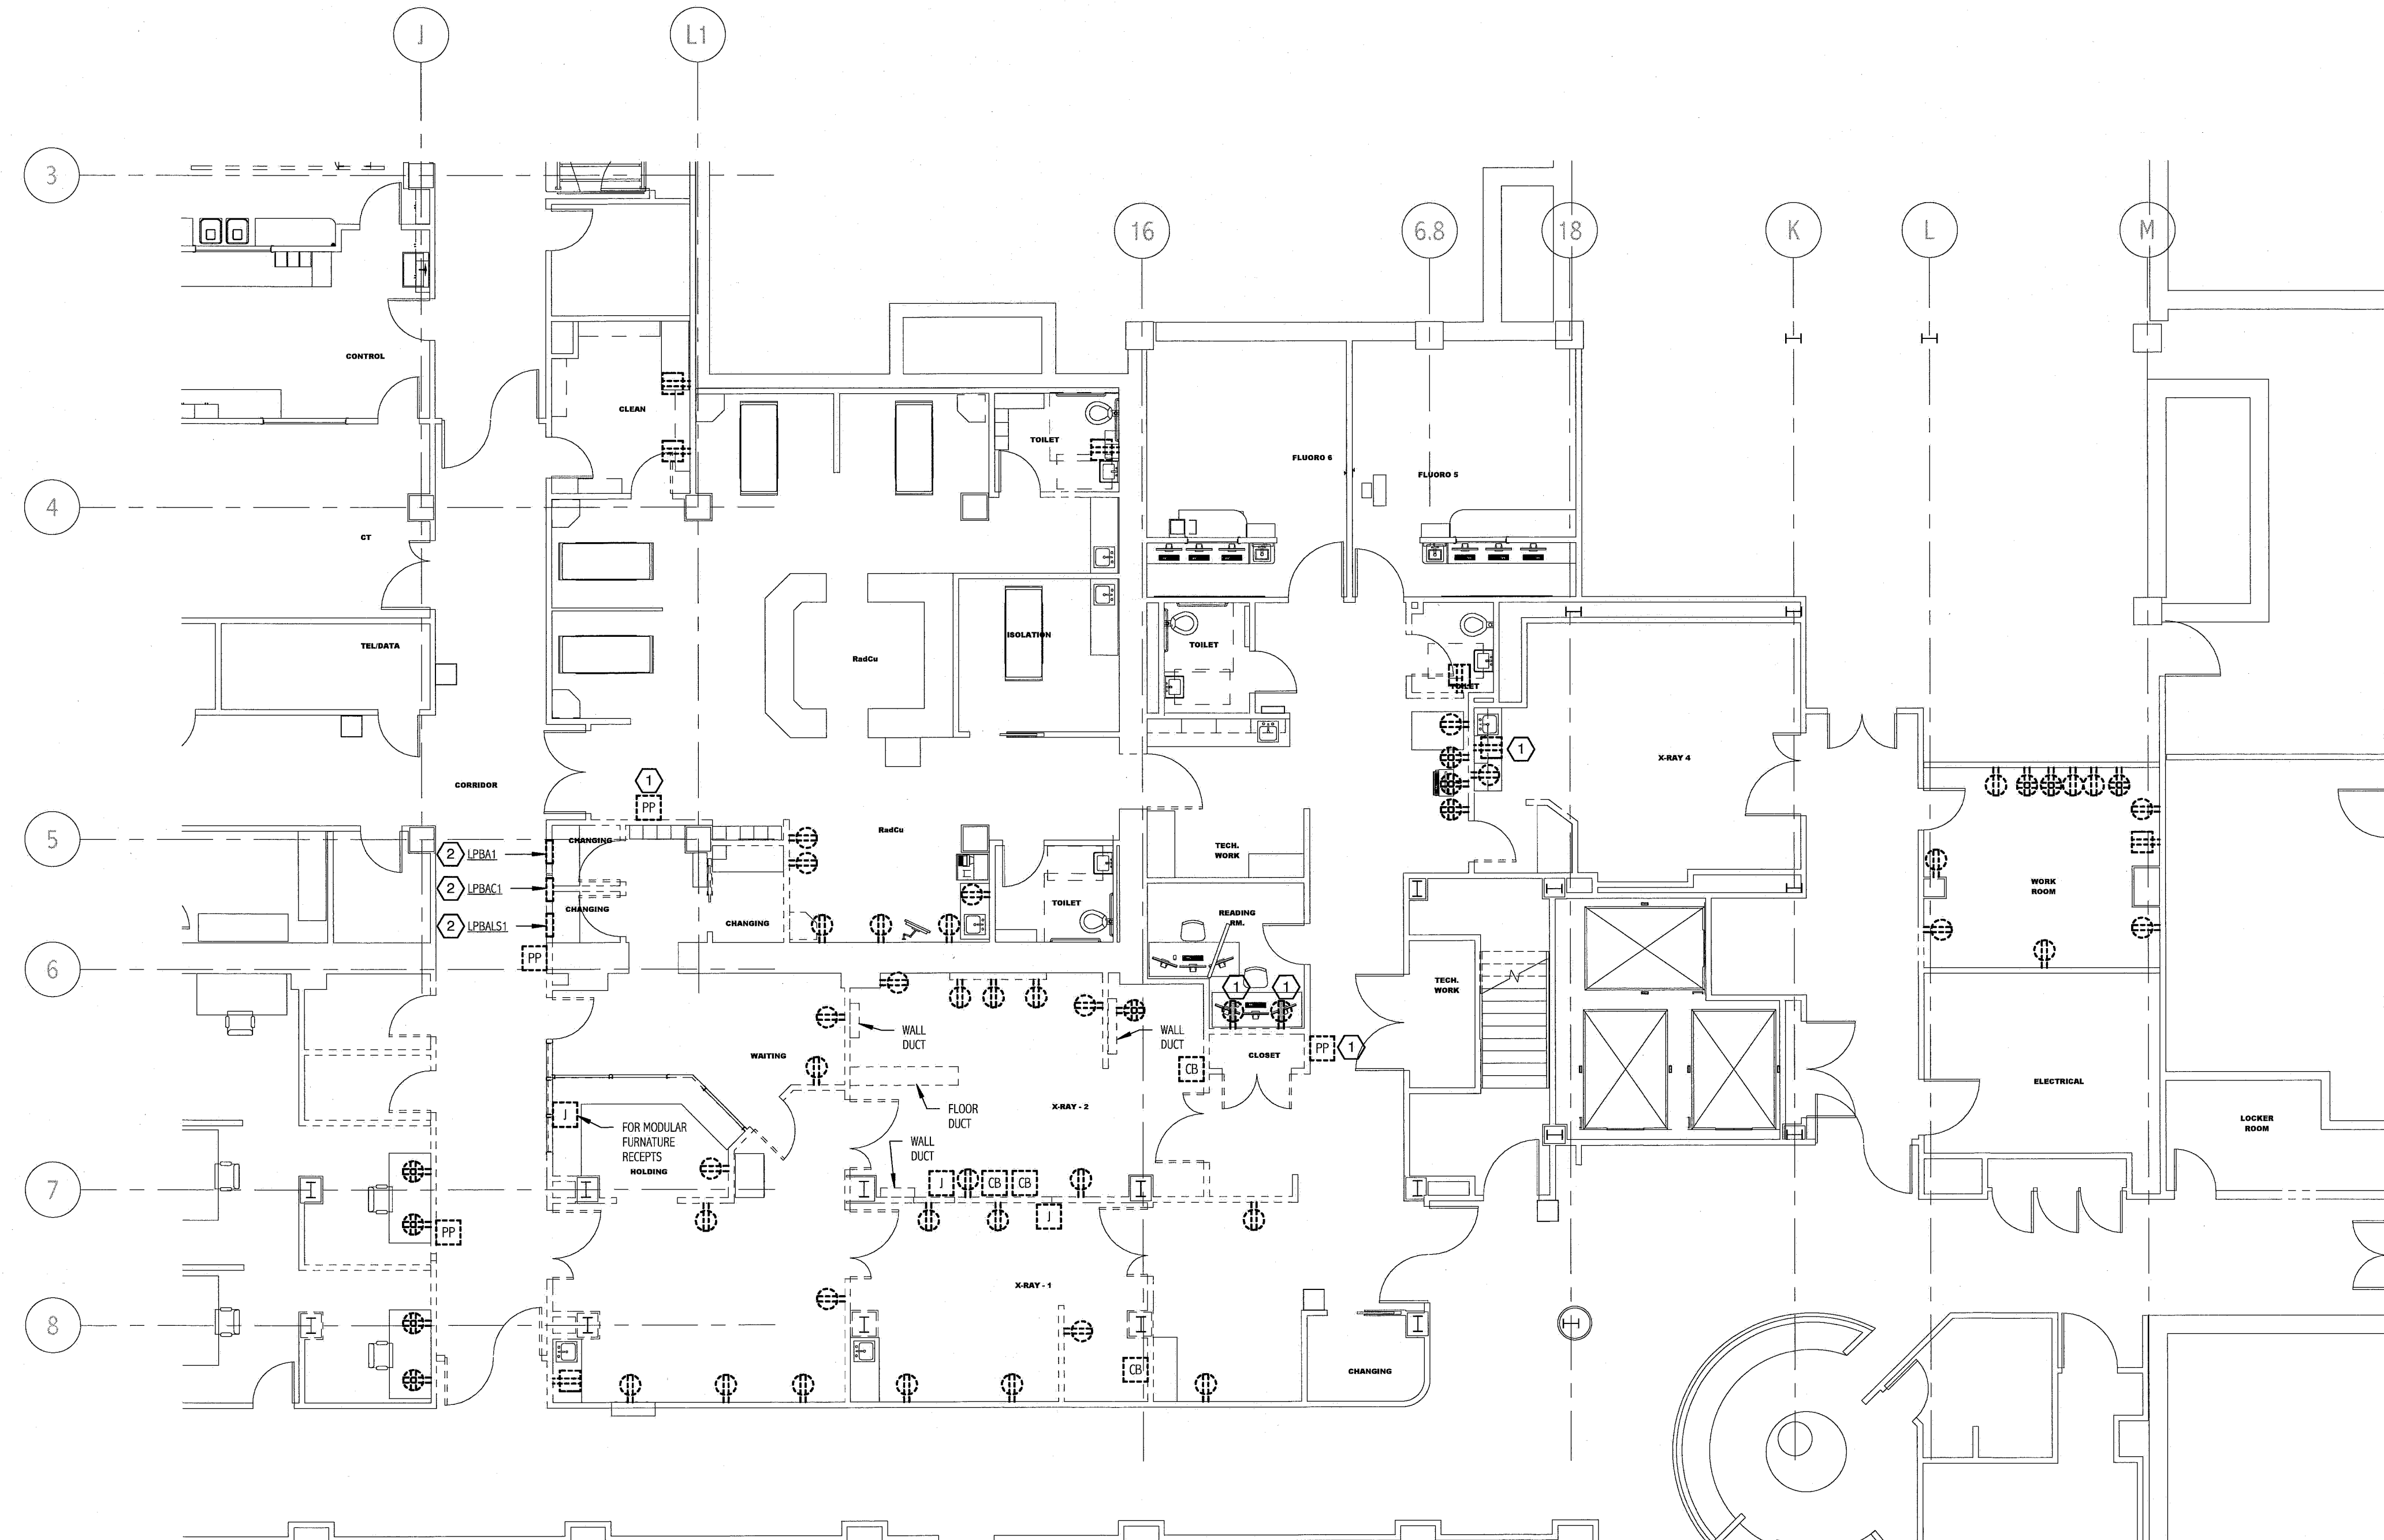 J
L1
3
16
6.8
18
K
L
M
CONTROL
CLEAN
TOILET
FLUORO 6
FLUORO 5
4
CT
ISOLATION
TEL/DATA
RadCu
TOILET
TOILET
1
X-RAY 4
CORRIDOR
1
PP
5
CHANGING
RadCu
TECH.
WORK
2
LPBA1
2
LPBAC1
WORK
ROOM
CHANGING
CHANGING
TOILET
READING
RM.
2
LPBALS1
PP
6
TECH.
WORK
1
1
WALL
DUCT
WALL
DUCT
WAITING
CLOSET
PP
1
CB
ELECTRICAL
J
FLOOR
DUCT
X-RAY - 2
LOCKER
ROOM
FOR MODULAR
FURNATURE
RECEPTS
WALL
DUCT
HOLDING
7
J
CB
CB
J
PP
X-RAY - 1
8
CB
CHANGING